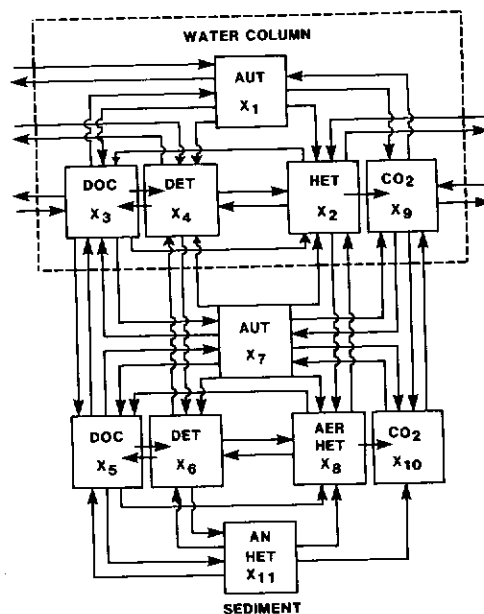 WATER COLUMN
AUT
X1
DOC
X3
DET
X4
HET
X2
CO2
X9
AUT
X7
DOC
X5
DET
X6
AER
HET
X8
CO2
X10
AN
HET
X11
SEDIMENT